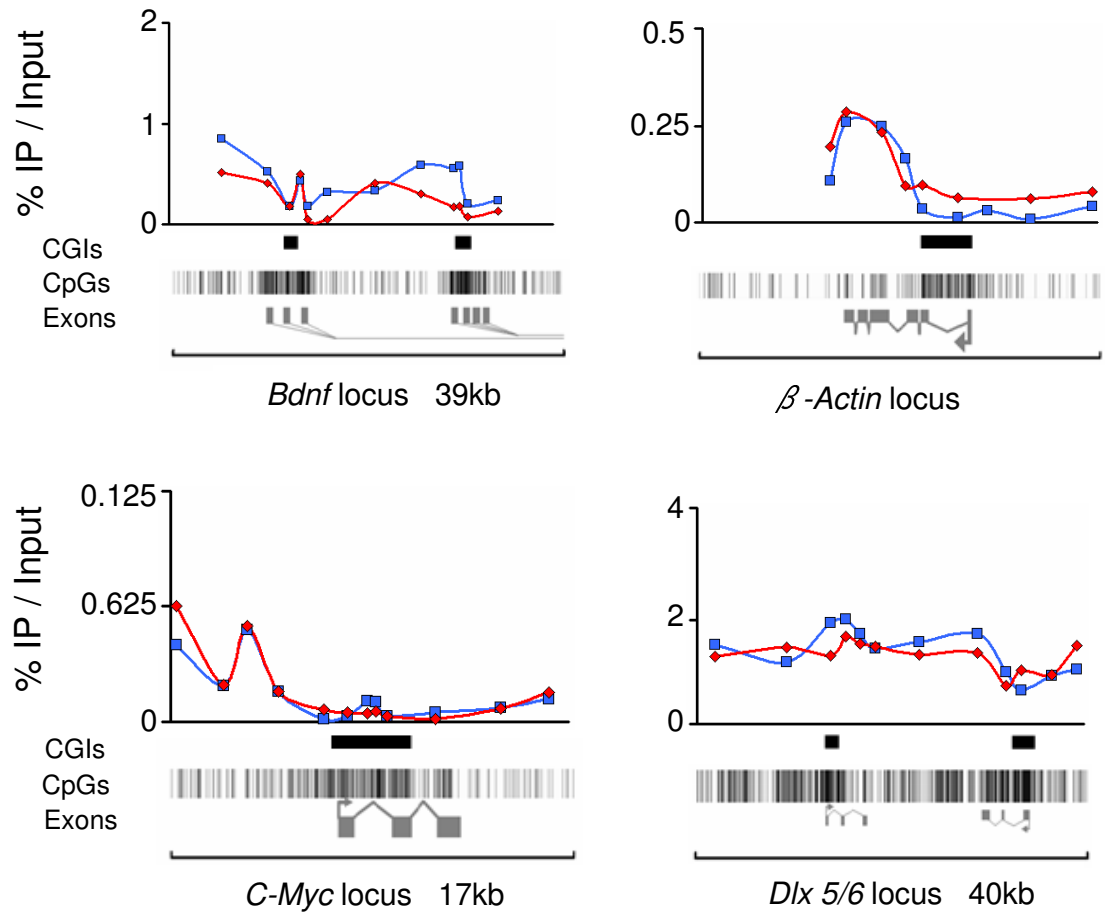 % IP / Input
2
1
0
CGIs
CpGs
Exons
Bdnf locus 39kb
0.5
0.25
0
β -Actin locus
% IP / Input
0.125
0.625
0
CGIs
CpGs
Exons
C-Myc locus 17kb
4
2
0
Dlx 5/6 locus 40kb